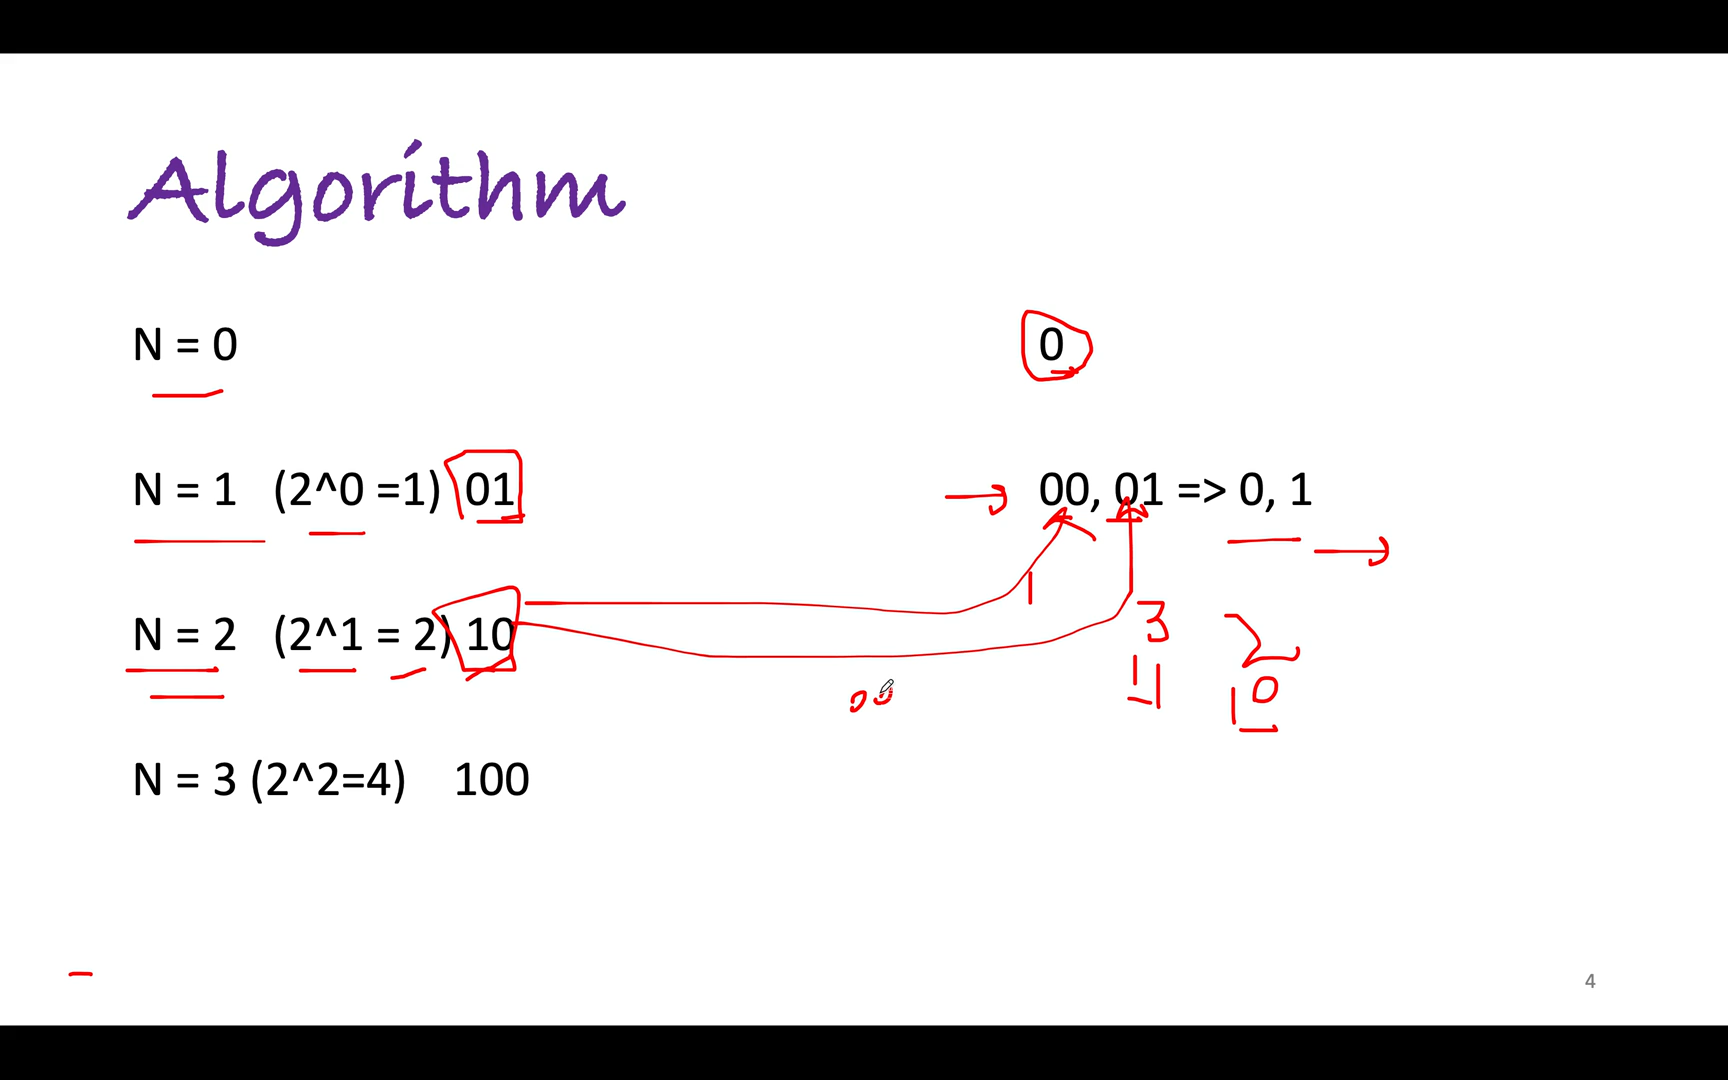 Algorithm
N = 0 0
N = 1 (2^0 =1) 01 00, 01 => 0, 1
N = 2 (2^1 = 2) 10 1 3 2
00 11 10
N = 3 (2^2=4) 100
4